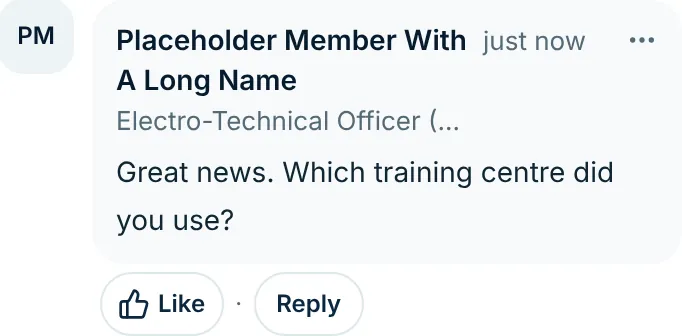 PM
Placeholder Member With just now
A Long Name
Electro-Technical Officer (...
Great news. Which training centre did
you use?
Like · Reply